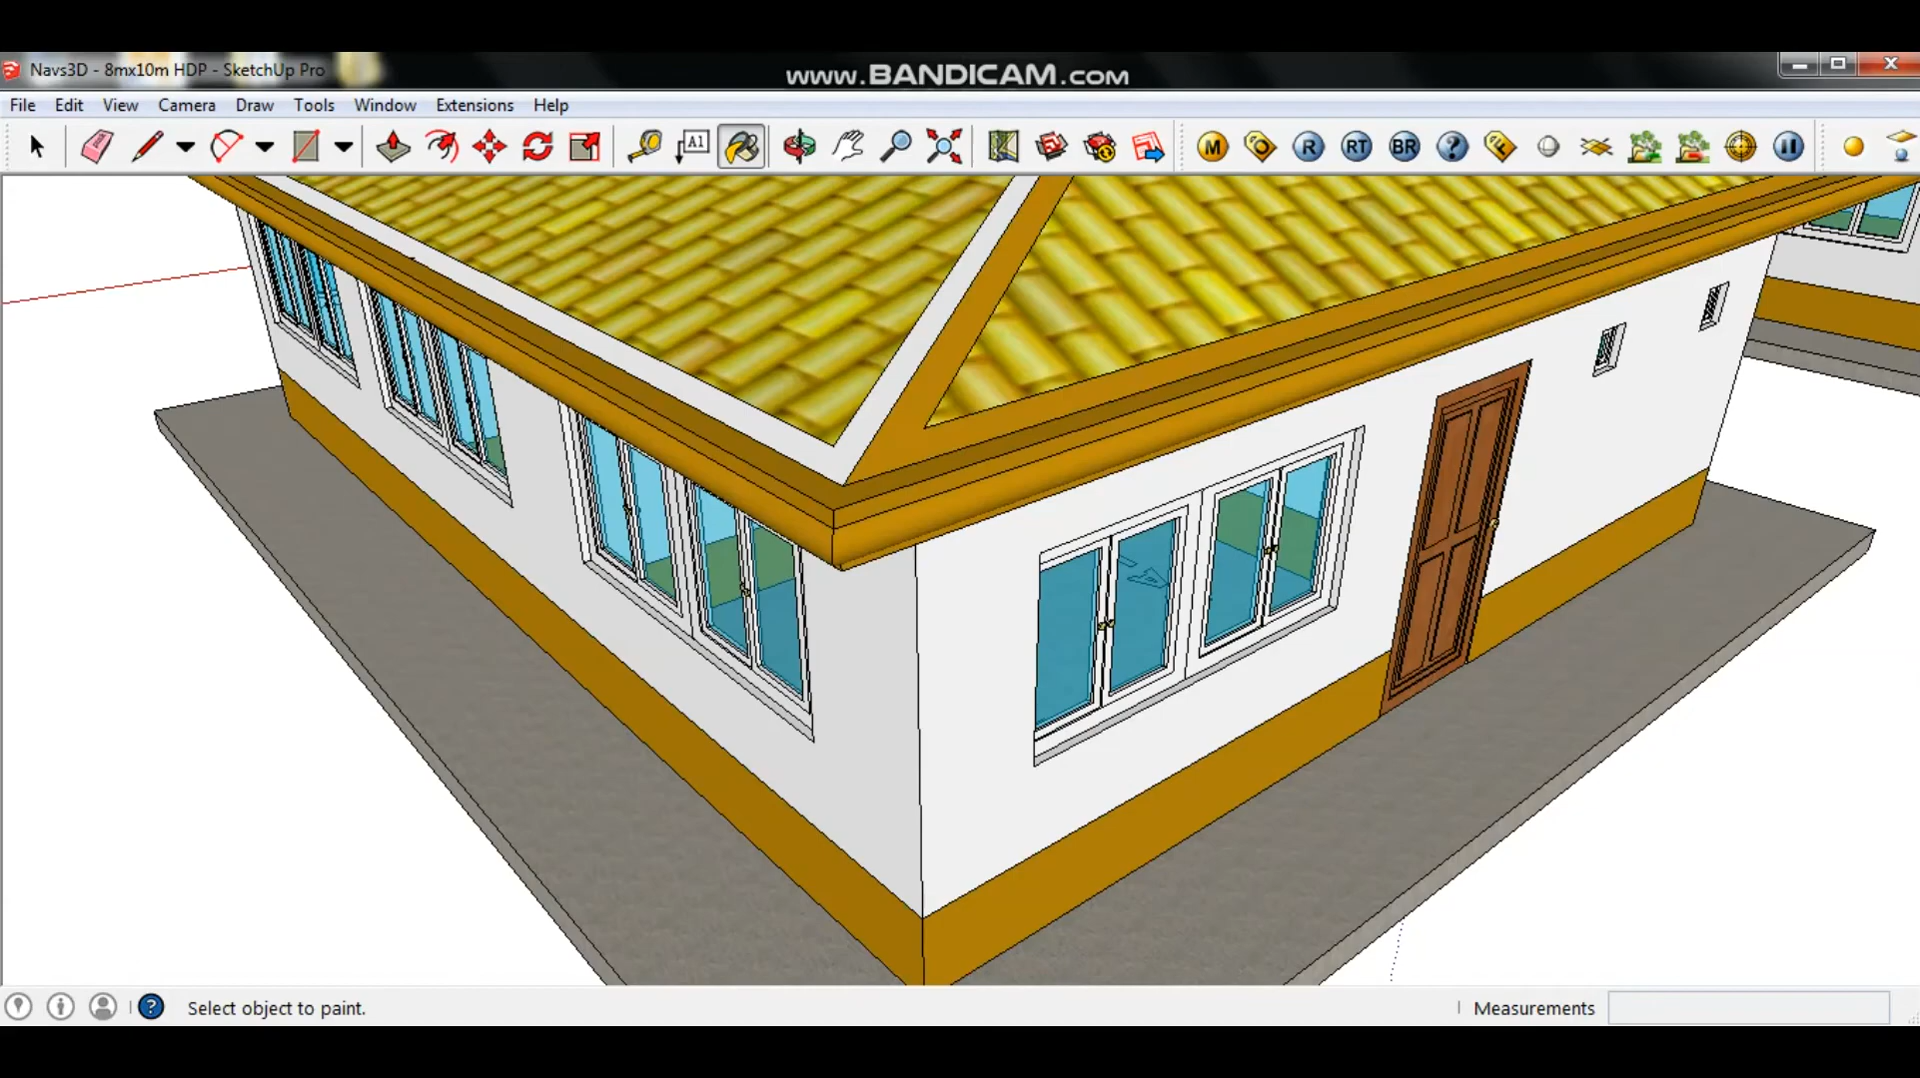 Navs3D - 8mx10m HDP - SketchUp Pro
www.BANDICAM.com
File Edit View Camera Draw Tools Window Extensions Help
A1 M O R RT BR ? F
? Select object to paint.
Measurements